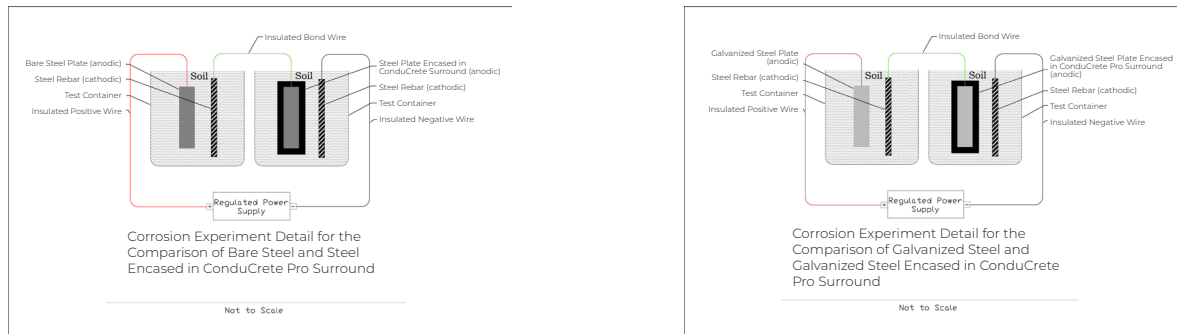 Insulated Bond Wire
Bare Steel Plate (anodic)
Steel Rebar (cathodic)
Test Container
Insulated Positive Wire
Soil
Soil
Steel Plate Encased in
ConduCrete Surround (anodic)
Steel Rebar (cathodic)
Test Container
Insulated Negative Wire
+
Regulated Power
Supply
−
Corrosion Experiment Detail for the
Comparison of Bare Steel and Steel
Encased in ConduCrete Pro Surround
Not to Scale
Insulated Bond Wire
Galvanized Steel Plate
(anodic)
Steel Rebar (cathodic)
Test Container
Insulated Positive Wire
Soil
Soil
Galvanized Steel Plate Encased
in ConduCrete Pro Surround
(anodic)
Steel Rebar (cathodic)
Test Container
Insulated Negative Wire
+
Regulated Power
Supply
−
Corrosion Experiment Detail for the
Comparison of Galvanized Steel and
Galvanized Steel Encased in ConduCrete
Pro Surround
Not to Scale